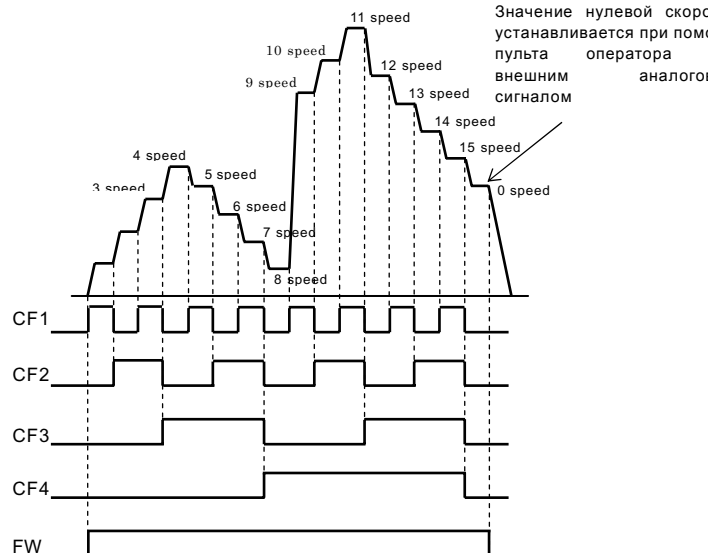 11 speed
Значение нулевой скоро
устанавливается при помо
пульта оператора
внешним аналогов
сигналом
10 speed
9 speed
12 speed
13 speed
14 speed
15 speed
0 speed
4 speed
3 speed
5 speed
6 speed
7 speed
8 speed
CF1
CF2
CF3
CF4
FW